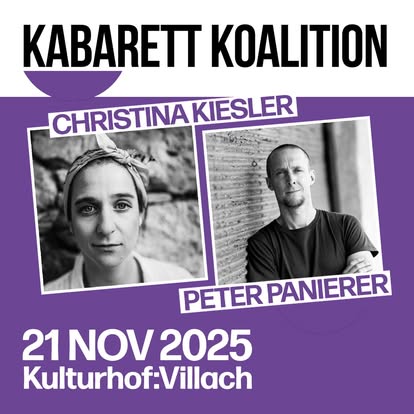 KABARETT KOALITION
CHRISTINA KIESLER
PETER PANIERER
21 NOV 2025
Kulturhof:Villach